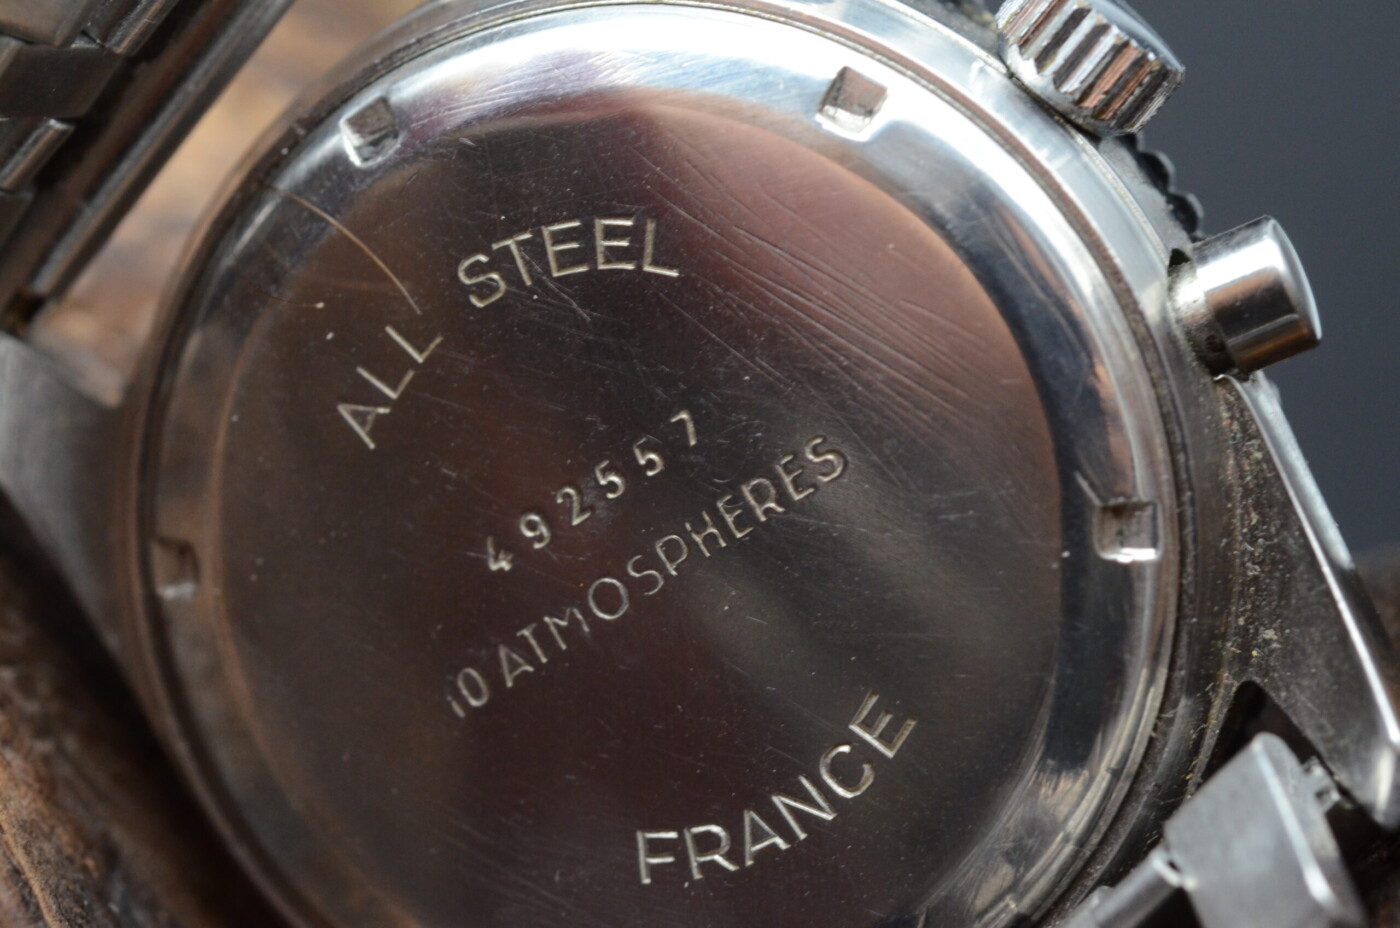 ALL STEEL
492557
10 ATMOSPHERES
FRANCE